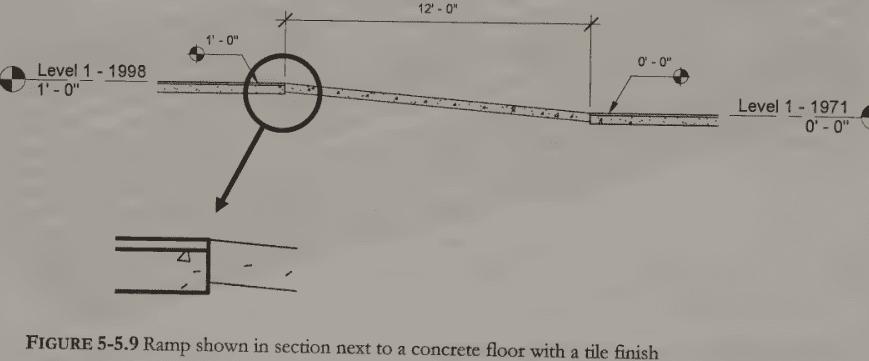 12' - 0"
1' - 0"
0' - 0"
Level 1 - 1998
1' - 0"
Level 1 - 1971
0' - 0"
FIGURE 5-5.9 Ramp shown in section next to a concrete floor with a tile finish